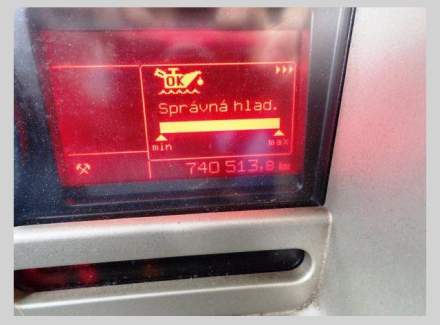 OK
Správná hlad.
min max
740 513.8 km